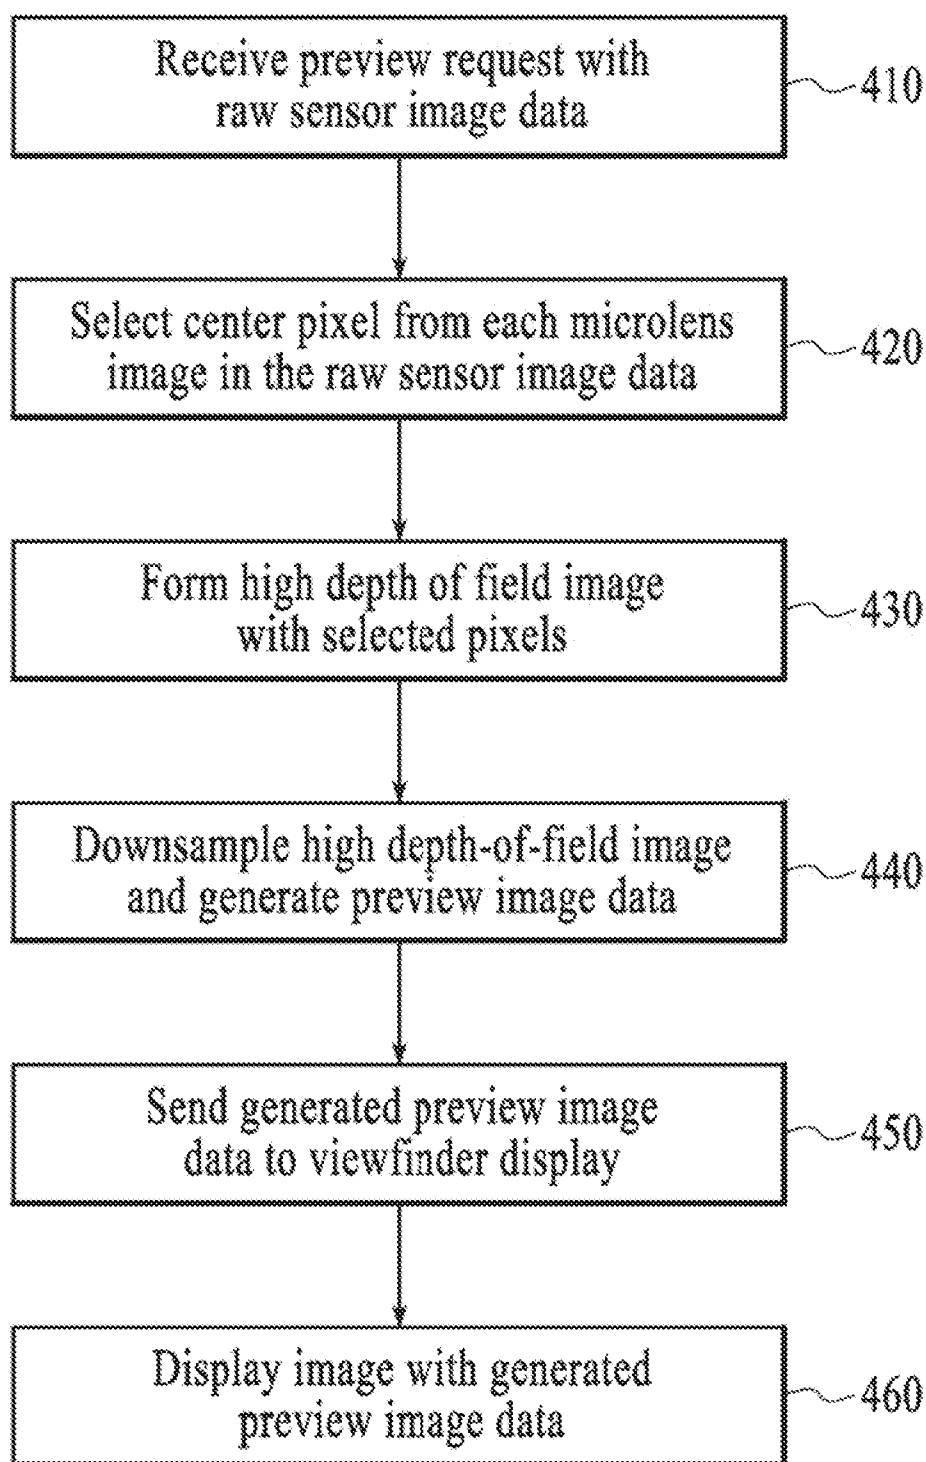 Receive preview request with
raw sensor image data
410
Select center pixel from each microlens
image in the raw sensor image data
420
Form high depth of field image
with selected pixels
430
Downsample high depth-of-field image
and generate preview image data
440
Send generated preview image
data to viewfinder display
450
Display image with generated
preview image data
460